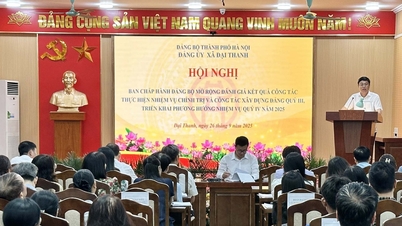 ĐẢNG CỘNG SẢN VIỆT NAM QUANG VINH MUÔN NĂM
ĐẢNG BỘ THÀNH PHỐ HÀ NỘI
ĐẢNG ỦY XÃ ĐẠI THANH
HỘI NGHỊ
BAN CHẤP HÀNH ĐẢNG BỘ MỞ RỘNG ĐÁNH GIÁ KẾT QUẢ CÔNG TÁC
THỰC HIỆN NHIỆM VỤ CHÍNH TRỊ VÀ CÔNG TÁC XÂY DỰNG ĐẢNG QUÝ III,
TRIỂN KHAI PHƯƠNG HƯỚNG NHIỆM VỤ QUÝ IV NĂM 2025
Đại Thanh, ngày 26 tháng 9 năm 2025